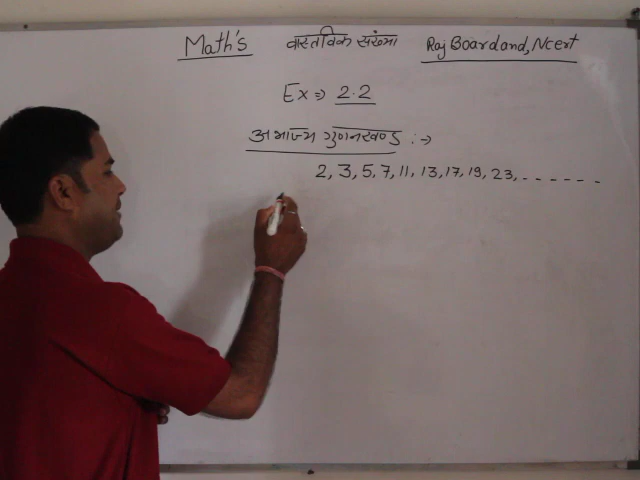 Math's वास्तविक संख्या Raj Board and, Ncert
Ex ⇒ 2.2
अभाज्य गुणनखण्ड :→
2, 3, 5, 7, 11, 13, 17, 19, 23, - - - - - -